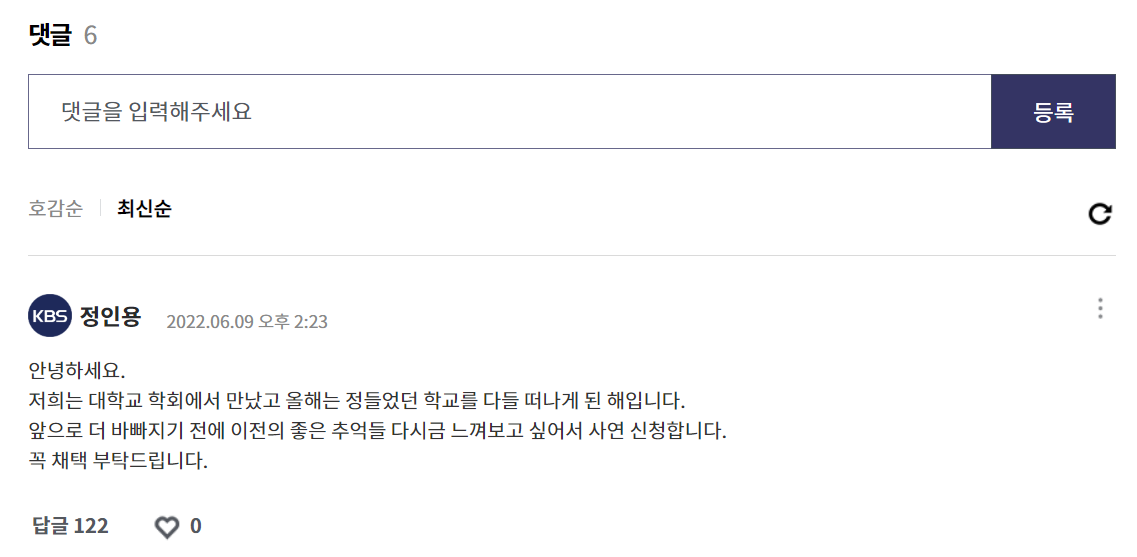 댓글 6
댓글을 입력해주세요
등록
호감순 최신순
KBS 정인용 2022.06.09 오후 2:23
안녕하세요.
저희는 대학교 학회에서 만났고 올해는 정들었던 학교를 다들 떠나게 된 해입니다.
앞으로 더 바빠지기 전에 이전의 좋은 추억들 다시금 느껴보고 싶어서 사연 신청합니다.
꼭 채택 부탁드립니다.
답글 122 0